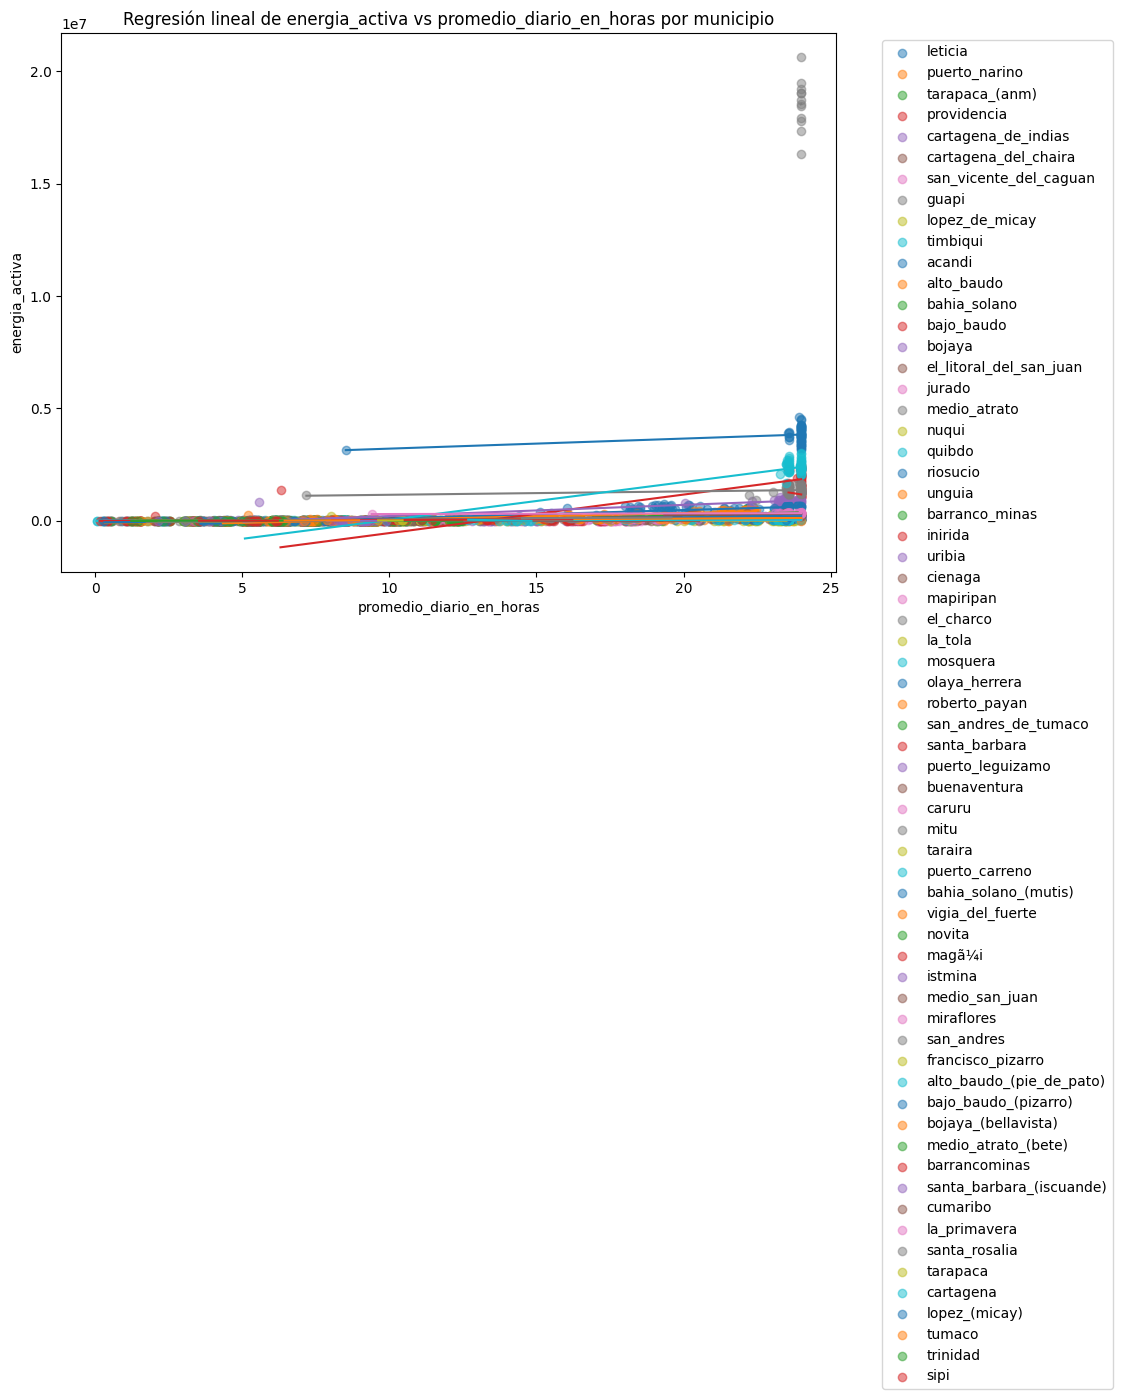 Regresión lineal de energia_activa vs promedio_diario_en_horas por municipio
1e7
2.0
1.5
1.0
0.5
0.0
energia_activa
0 5 10 15 20 25
promedio_diario_en_horas
leticia
puerto_narino
tarapaca_(anm)
providencia
cartagena_de_indias
cartagena_del_chaira
san_vicente_del_caguan
guapi
lopez_de_micay
timbiqui
acandi
alto_baudo
bahia_solano
bajo_baudo
bojaya
el_litoral_del_san_juan
jurado
medio_atrato
nuqui
quibdo
riosucio
unguia
barranco_minas
inirida
uribia
cienaga
mapiripan
el_charco
la_tola
mosquera
olaya_herrera
roberto_payan
san_andres_de_tumaco
santa_barbara
puerto_leguizamo
buenaventura
caruru
mitu
taraira
puerto_carreno
bahia_solano_(mutis)
vigia_del_fuerte
novita
magã¼i
istmina
medio_san_juan
miraflores
san_andres
francisco_pizarro
alto_baudo_(pie_de_pato)
bajo_baudo_(pizarro)
bojaya_(bellavista)
medio_atrato_(bete)
barrancominas
santa_barbara_(iscuande)
cumaribo
la_primavera
santa_rosalia
tarapaca
cartagena
lopez_(micay)
tumaco
trinidad
sipi